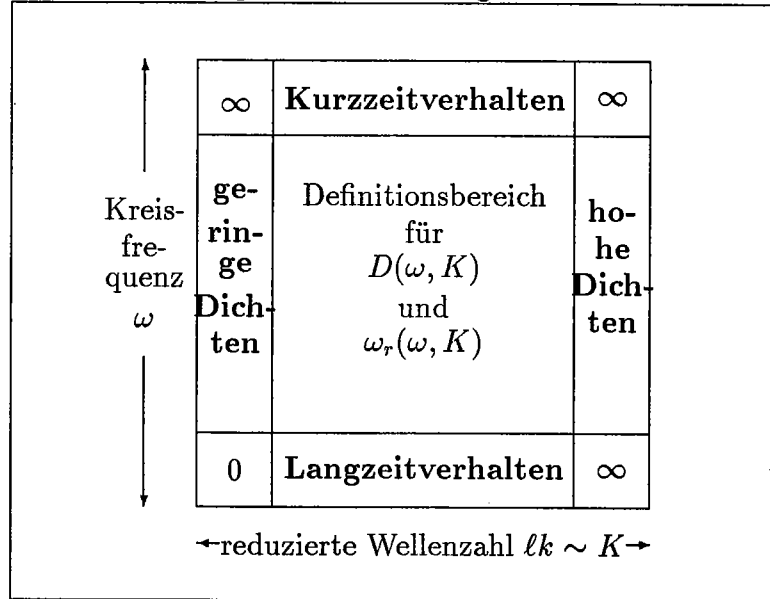 ∞ Kurzzeitverhalten ∞
Kreis-
fre-
quenz
ω
ge-
rin-
ge
Dich-
ten
Definitionsbereich
für
D(ω, K)
und
ω_r(ω, K)
ho-
he
Dich-
ten
0 Langzeitverhalten ∞
←reduzierte Wellenzahl ℓk ∼ K→